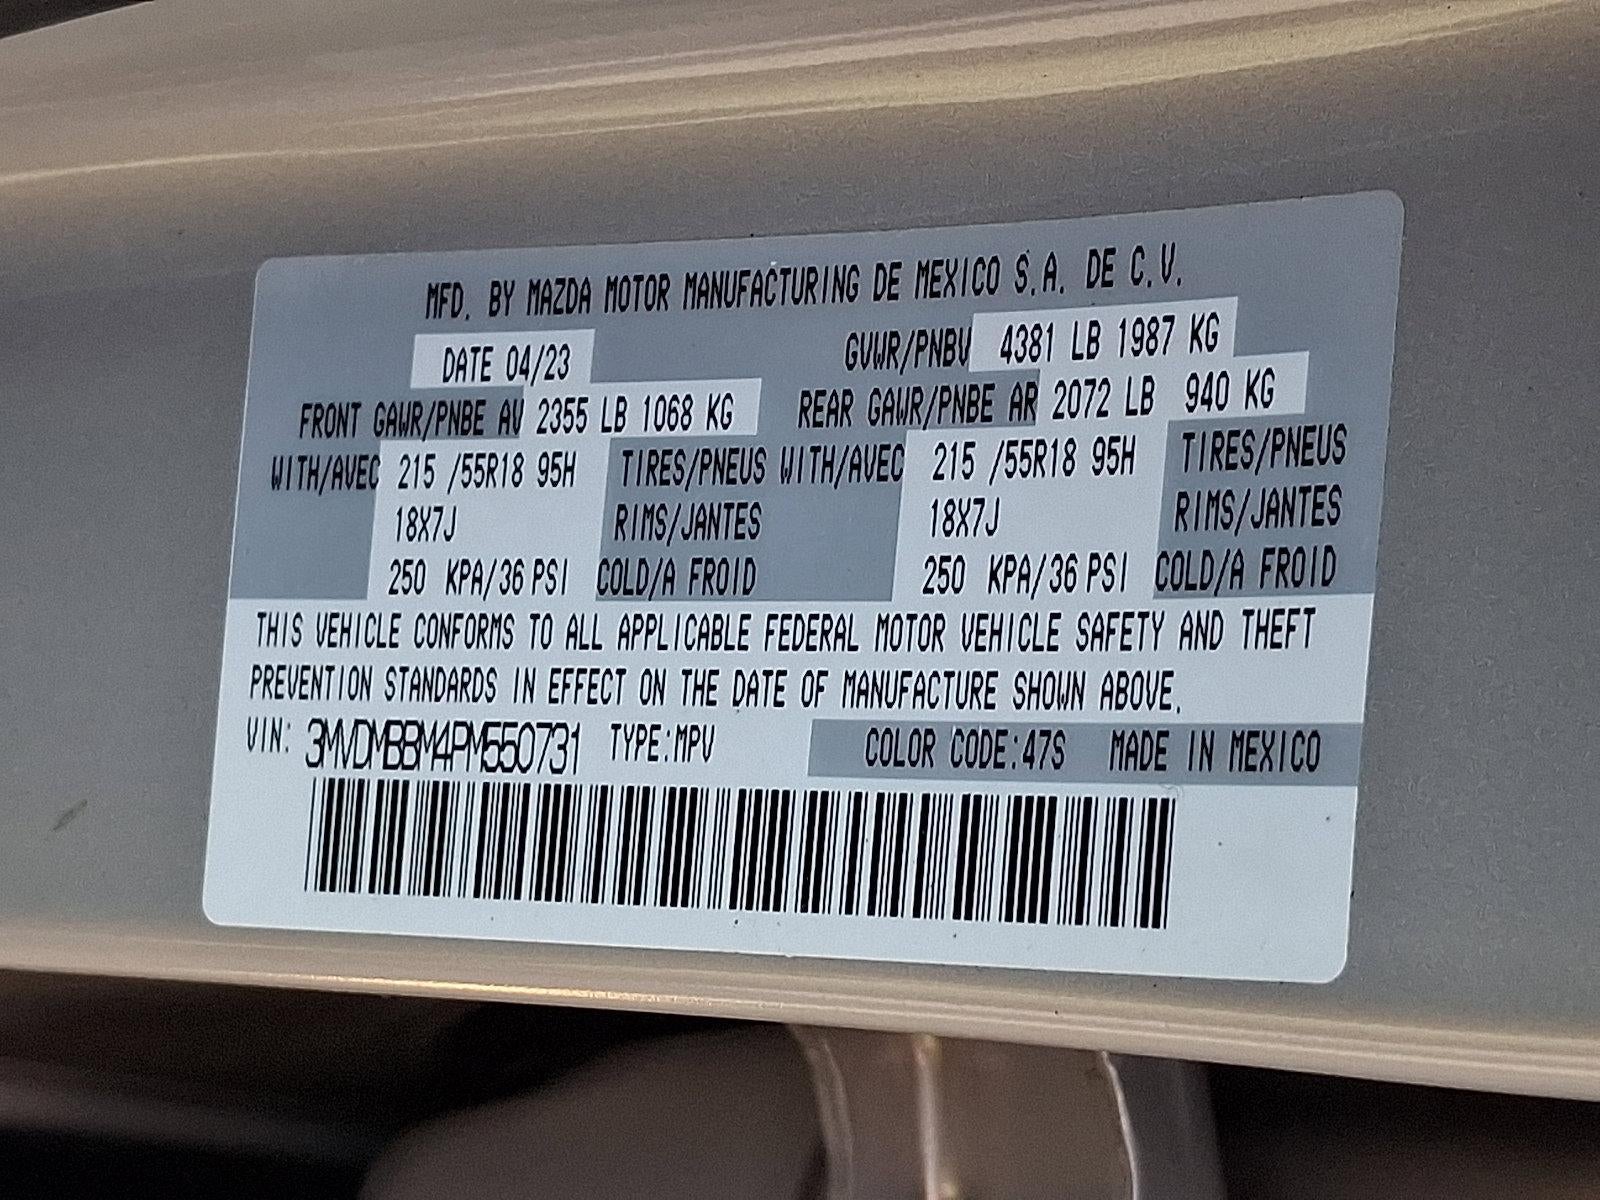 MFD. BY MAZDA MOTOR MANUFACTURING DE MEXICO S.A. DE C.V.
DATE 04/23 GVWR/PNBV 4381 LB 1987 KG
FRONT GAWR/PNBE AV 2355 LB 1068 KG REAR GAWR/PNBE AR 2072 LB 940 KG
WITH/AVEC 215 /55R18 95H TIRES/PNEUS WITH/AVEC 215 /55R18 95H TIRES/PNEUS
18X7J RIMS/JANTES 18X7J RIMS/JANTES
250 KPA/36 PSI COLD/A FROID 250 KPA/36 PSI COLD/A FROID
THIS VEHICLE CONFORMS TO ALL APPLICABLE FEDERAL MOTOR VEHICLE SAFETY AND THEFT
PREVENTION STANDARDS IN EFFECT ON THE DATE OF MANUFACTURE SHOWN ABOVE.
VIN: 3MVDMBBM4PM550731 TYPE:MPV COLOR CODE:47S MADE IN MEXICO